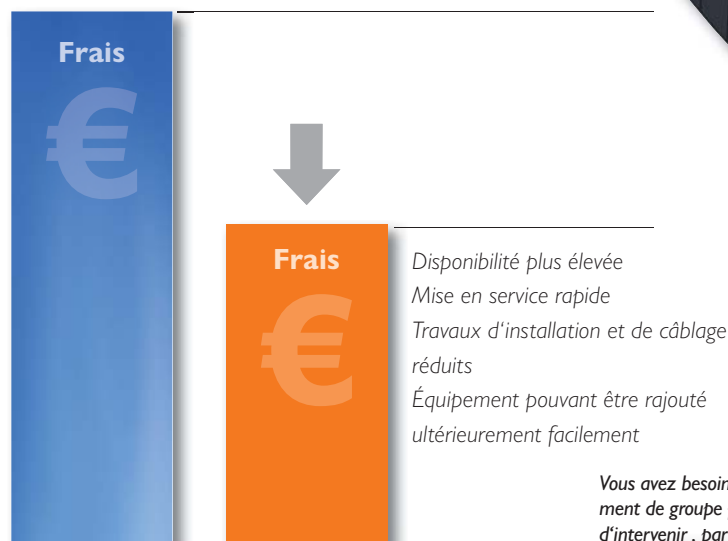 Frais
€
Frais
€
Disponibilité plus élevée
Mise en service rapide
Travaux d‘installation et de câblage
réduits
Équipement pouvant être rajouté
ultérieurement facilement
Vous avez besoin
ment de groupe
d‘intervenir , par